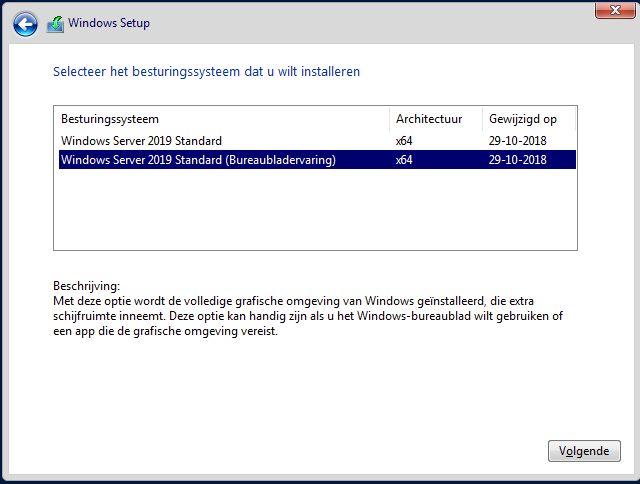 Windows Setup
Selecteer het besturingssysteem dat u wilt installeren
Besturingssysteem Architectuur Gewijzigd op
Windows Server 2019 Standard x64 29-10-2018
Windows Server 2019 Standard (Bureaubladervaring) x64 29-10-2018
Beschrijving:
Met deze optie wordt de volledige grafische omgeving van Windows geïnstalleerd, die extra
schijfruimte inneemt. Deze optie kan handig zijn als u het Windows-bureaublad wilt gebruiken of
een app die de grafische omgeving vereist.
Volgende